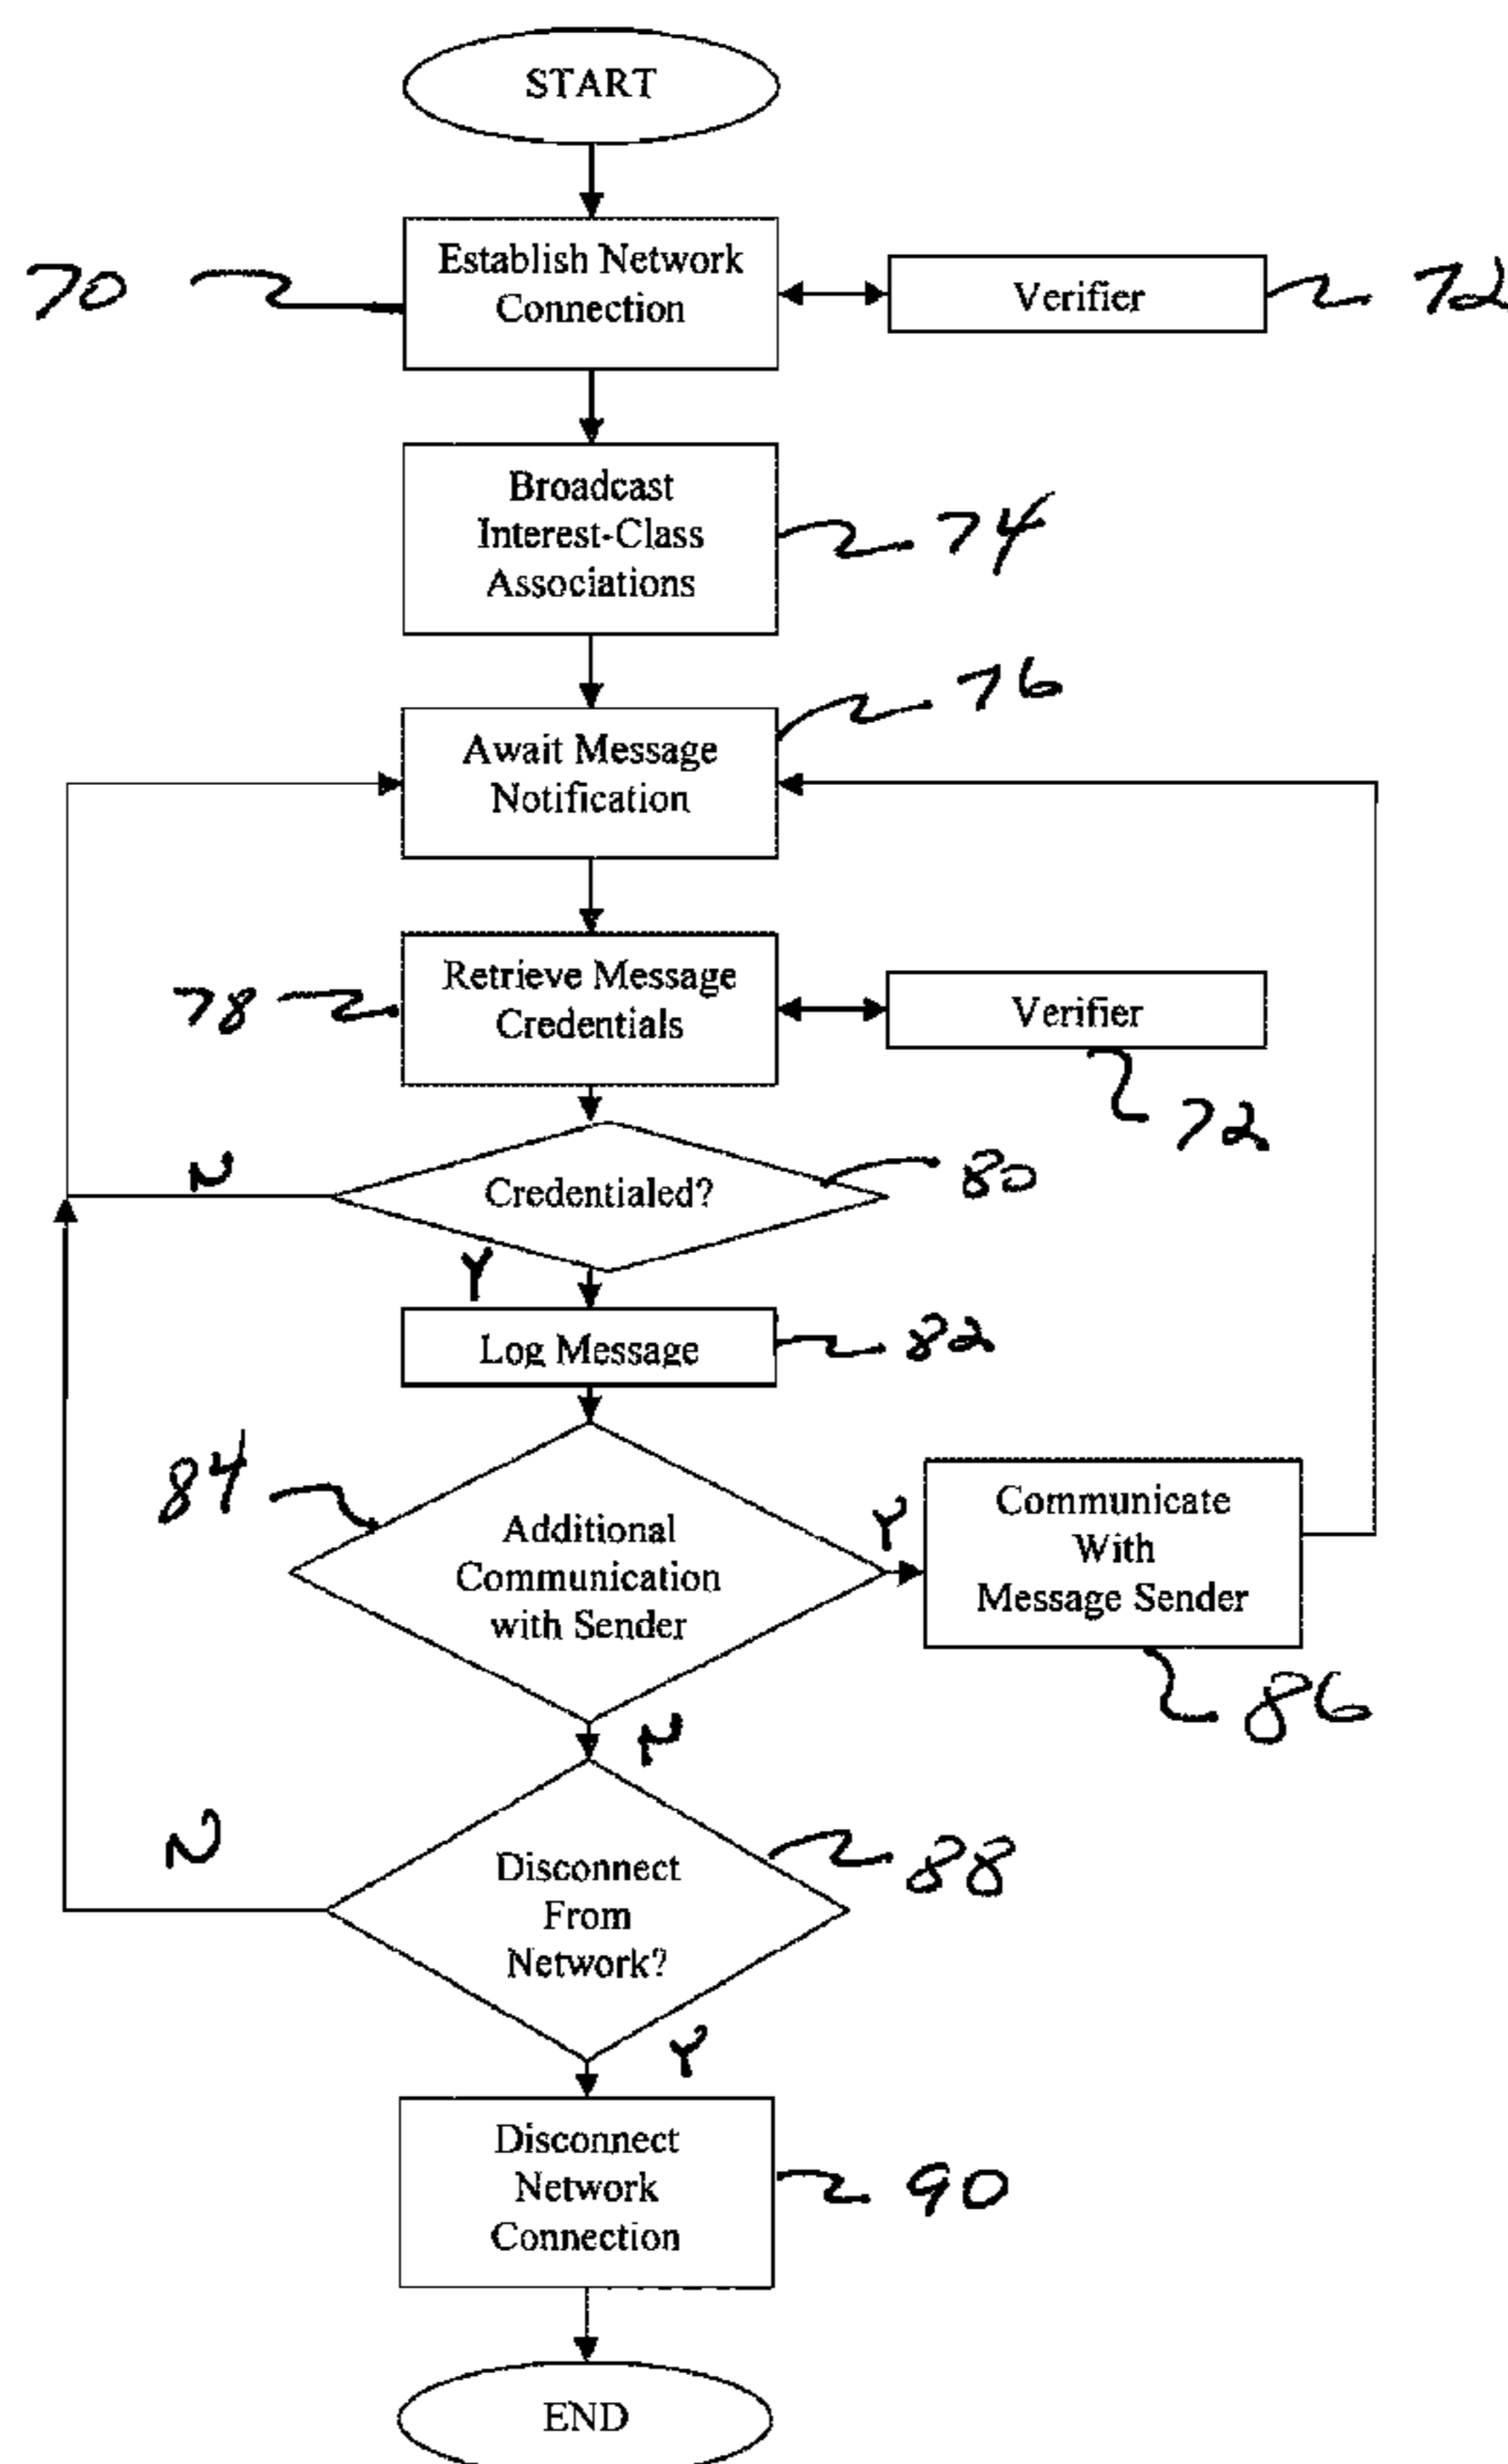 START
Establish Network
Connection
70
Verifier
72
Broadcast
Interest-Class
Associations
74
76
Await Message
Notification
Retrieve Message
Credentials
78
Verifier
72
N
Credentialed?
80
Y
Log Message
82
84
Additional
Communication
with Sender
Y
Communicate
With
Message Sender
86
N
N
Disconnect
From
Network?
88
Y
Disconnect
Network
Connection
90
END